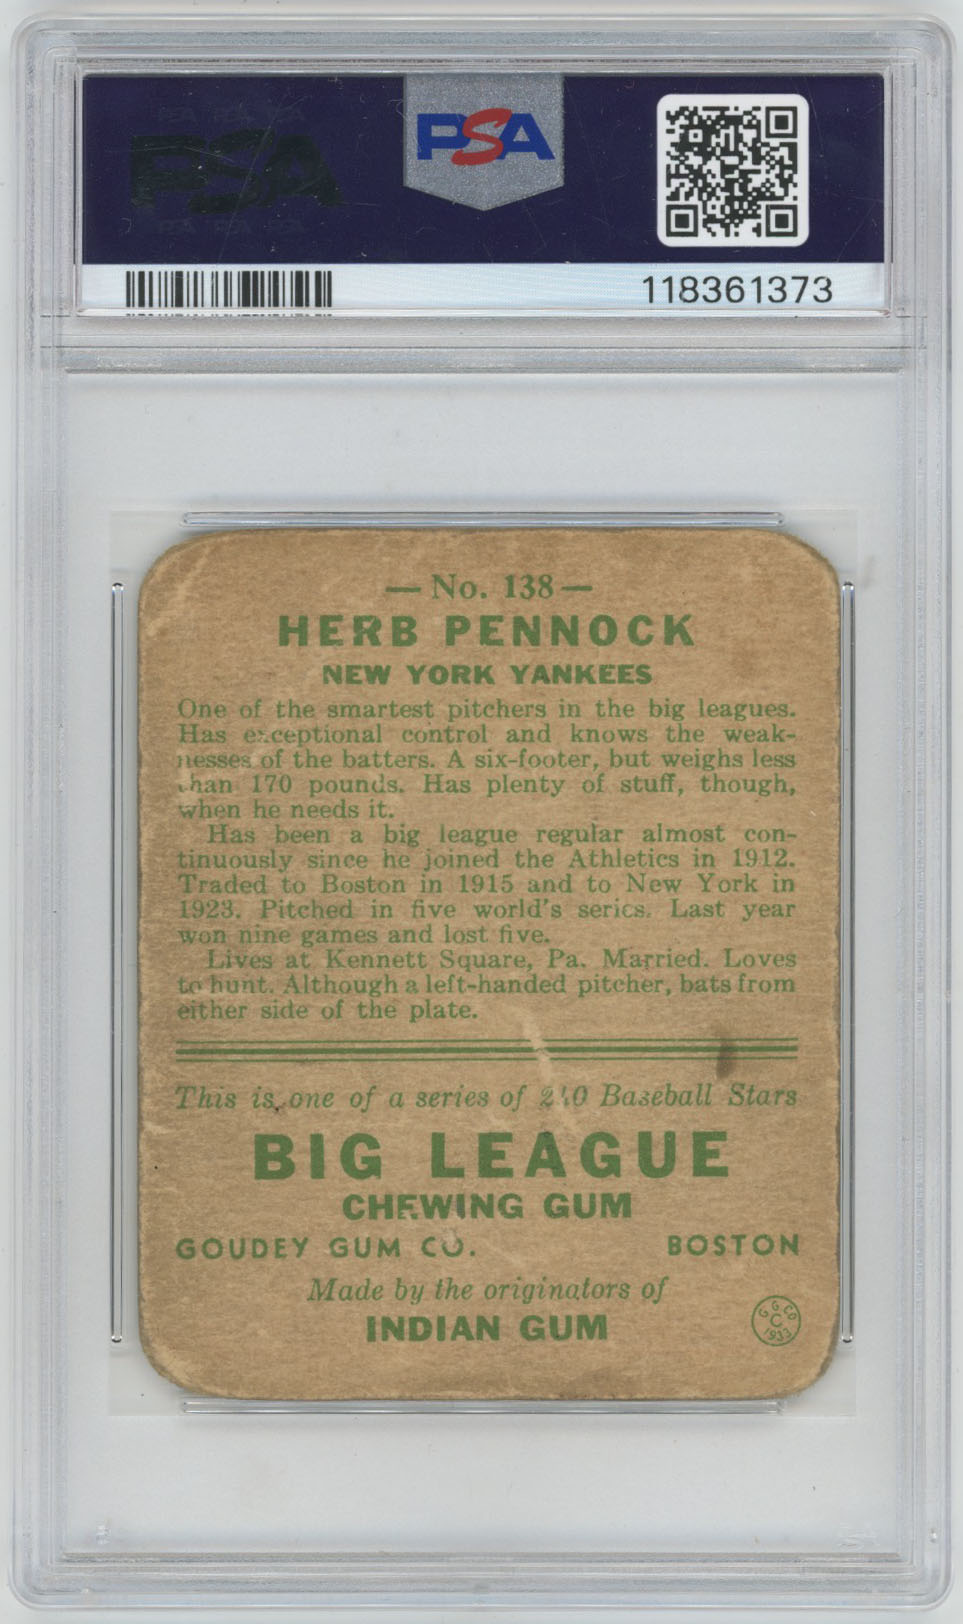 PSA
PSA
118361373
— No. 138 —
HERB PENNOCK
NEW YORK YANKEES
One of the smartest pitchers in the big leagues.
Has exceptional control and knows the weak-
nesses of the batters. A six-footer, but weighs less
than 170 pounds. Has plenty of stuff, though,
when he needs it.
Has been a big league regular almost con-
tinuously since he joined the Athletics in 1912.
Traded to Boston in 1915 and to New York in
1923. Pitched in five world's series. Last year
won nine games and lost five.
Lives at Kennett Square, Pa. Married. Loves
to hunt. Although a left-handed pitcher, bats from
either side of the plate.
This is one of a series of 240 Baseball Stars
BIG LEAGUE
CHEWING GUM
GOUDEY GUM CO. BOSTON
Made by the originators of
INDIAN GUM
G G CO
C
1933